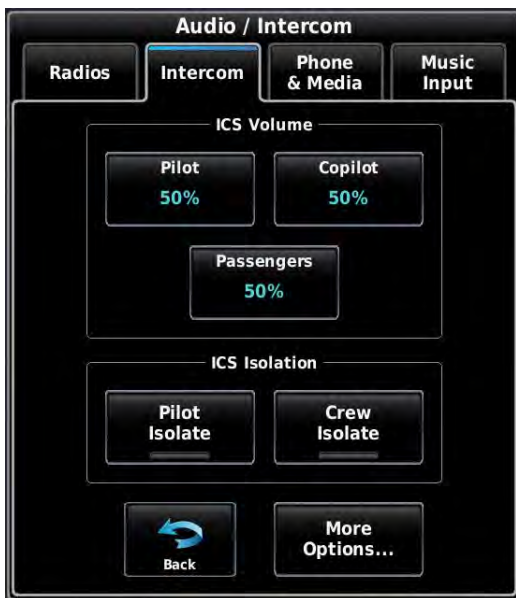 Audio / Intercom
Radios
Intercom
Phone
& Media
Music
Input
ICS Volume
Pilot
50%
Copilot
50%
Passengers
50%
ICS Isolation
Pilot
Isolate
Crew
Isolate
Back
More
Options...